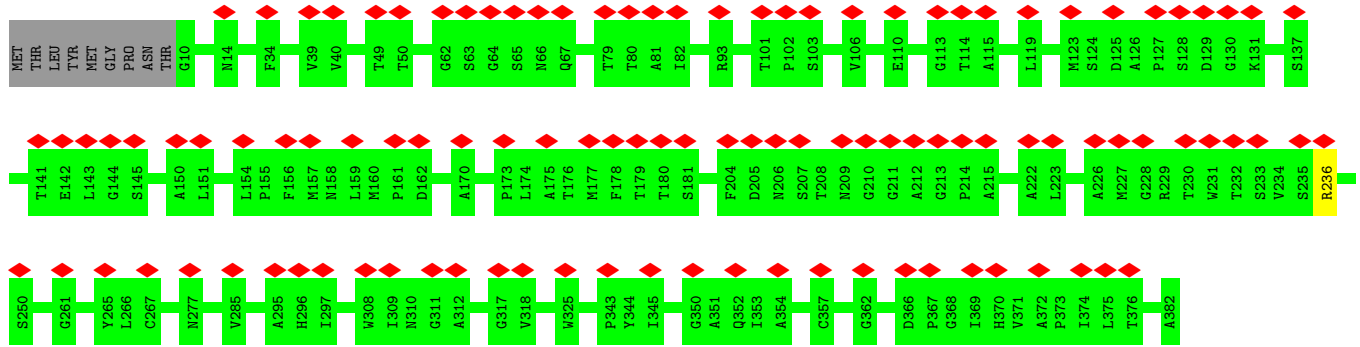 MET THR LEU TYR MET GLY PRO ASN THR G10 N14 F34 V39 V40 T49 T50 G62 S63 G64 S65 N66 Q67 T79 T80 A81 I82 R93 T101 P102 S103 V106 E110 G113 T114 A115 L119 M123 S124 D125 A126 P127 S128 D129 G130 K131 S137
T141 E142 L143 G144 S145 A150 L151 L154 P155 F156 M157 N158 L159 M160 P161 D162 A170 P173 L174 A175 T176 M177 F178 T179 T180 S181 F204 D205 N206 S207 T208 N209 G210 G211 A212 G213 P214 A215 A222 L223 A226 M227 G228 R229 T230 W231 T232 S233 V234 S235 R236
S250 G261 Y265 L266 C267 N277 V285 A295 H296 I297 W308 I309 N310 G311 A312 G317 V318 W325 P343 Y344 I345 G350 A351 Q352 I353 A354 C357 G362 D366 P367 G368 I369 H370 V371 A372 P373 I374 L375 T376 A382